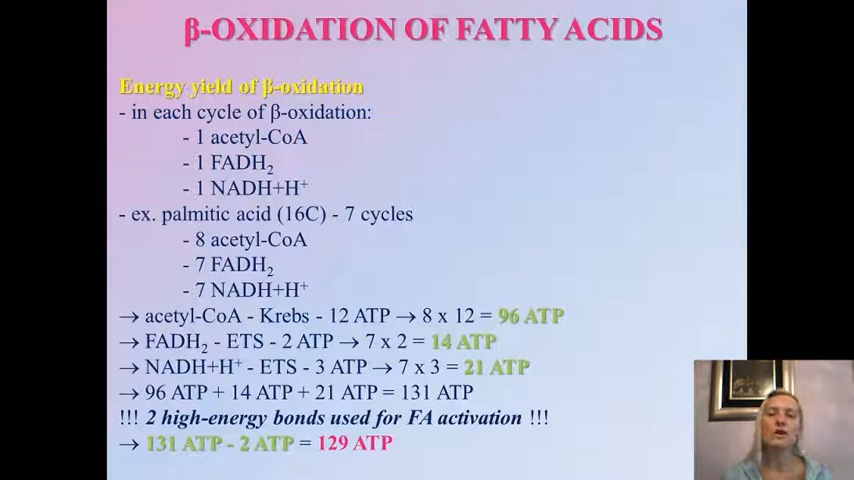 β-OXIDATION OF FATTY ACIDS
Energy yield of β-oxidation
- in each cycle of β-oxidation:
- 1 acetyl-CoA
- 1 FADH₂
- 1 NADH+H⁺
- ex. palmitic acid (16C) - 7 cycles
- 8 acetyl-CoA
- 7 FADH₂
- 7 NADH+H⁺
→ acetyl-CoA - Krebs - 12 ATP → 8 x 12 = 96 ATP
→ FADH₂ - ETS - 2 ATP → 7 x 2 = 14 ATP
→ NADH+H⁺ - ETS - 3 ATP → 7 x 3 = 21 ATP
→ 96 ATP + 14 ATP + 21 ATP = 131 ATP
!!! 2 high-energy bonds used for FA activation !!!
→ 131 ATP - 2 ATP = 129 ATP